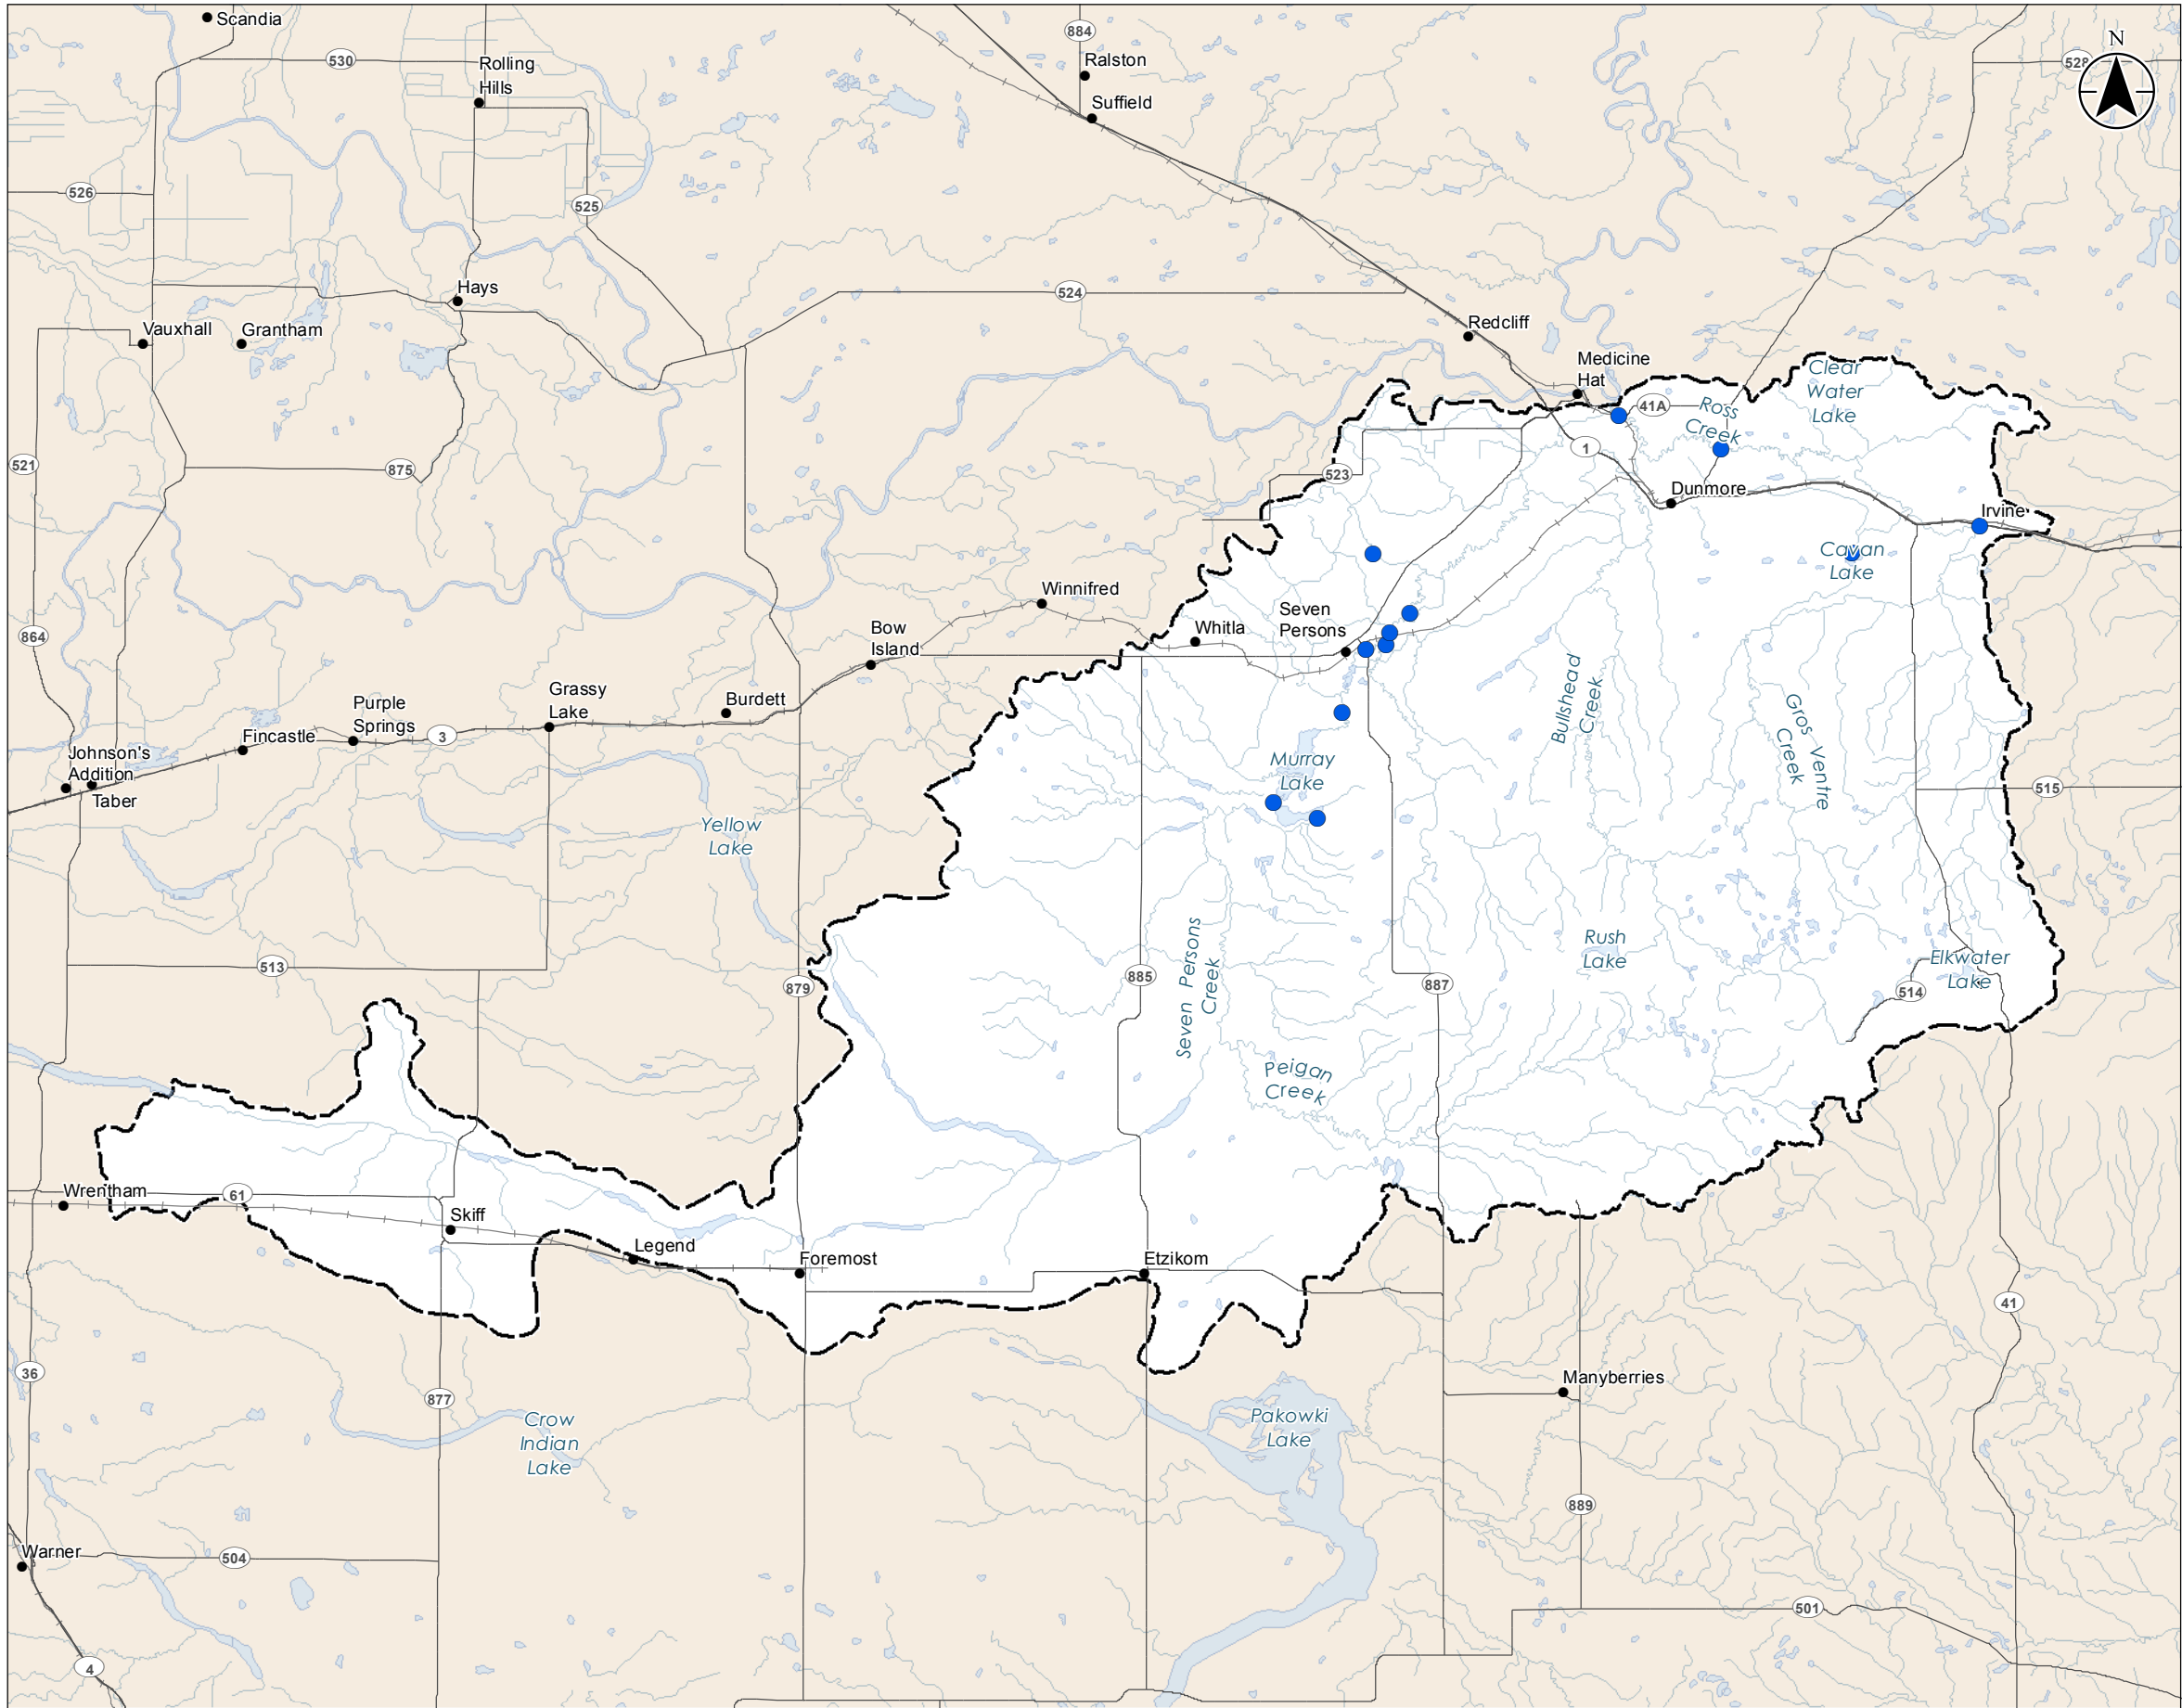 Scandia
884
N
530
Rolling
Hills
Ralston
528
Suffield
526
525
Hays
524
Vauxhall
Grantham
Redcliff
Medicine
Hat
Clear
Water
Lake
41A
Ross
Creek
1
521
875
523
Dunmore
Irvine
Cavan
Lake
Winnifred
Seven
Persons
Whitla
Bow
Island
864
Bullshead
Creek
Gros Ventre
Creek
Grassy
Lake
Burdett
Purple
Springs
3
Fincastle
Johnson's
Addition
Taber
Murray
Lake
515
Yellow
Lake
Rush
Lake
Elkwater
Lake
513
885
Seven Persons
Creek
887
514
879
Peigan
Creek
Wrentham
61
Skiff
Legend
Foremost
Etzikom
41
36
877
Manyberries
Crow
Indian
Lake
Pakowki
Lake
889
Warner
504
501
4